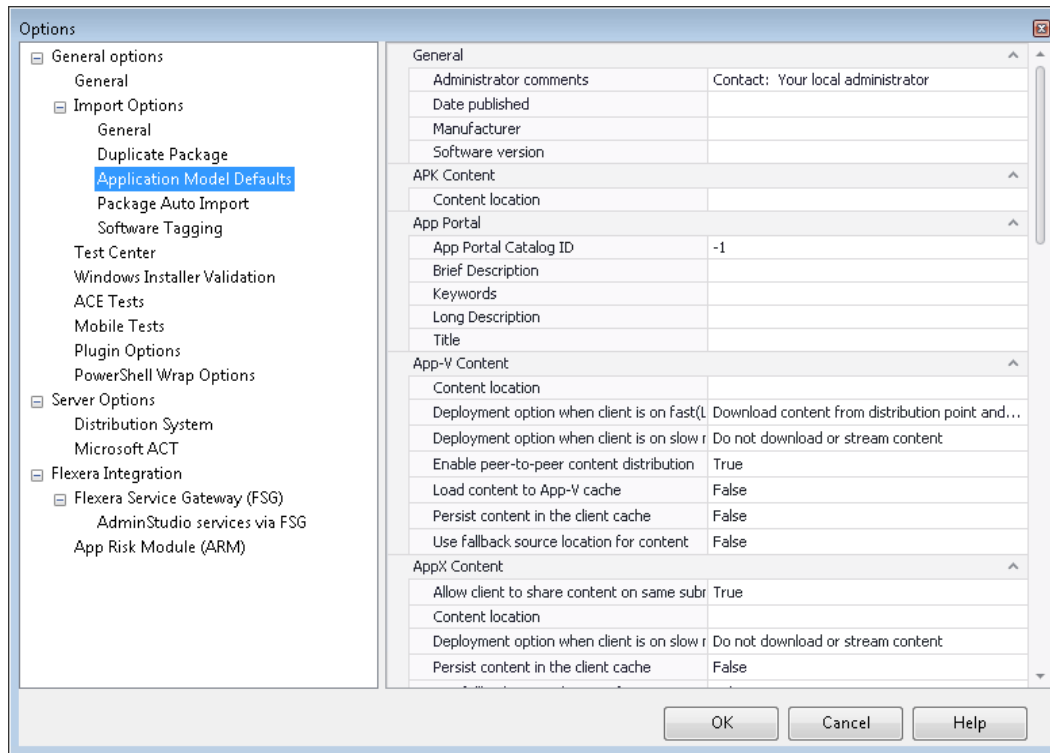 Options
General options
General
Import Options
General
Duplicate Package
Application Model Defaults
Package Auto Import
Software Tagging
Test Center
Windows Installer Validation
ACE Tests
Mobile Tests
Plugin Options
PowerShell Wrap Options
Server Options
Distribution System
Microsoft ACT
Flexera Integration
Flexera Service Gateway (FSG)
AdminStudio services via FSG
App Risk Module (ARM)
General
Administrator comments Contact: Your local administrator
Date published
Manufacturer
Software version
APK Content
Content location
App Portal
App Portal Catalog ID -1
Brief Description
Keywords
Long Description
Title
App-V Content
Content location
Deployment option when client is on fast(L Download content from distribution point and...
Deployment option when client is on slow r Do not download or stream content
Enable peer-to-peer content distribution True
Load content to App-V cache False
Persist content in the client cache False
Use fallback source location for content False
AppX Content
Allow client to share content on same subr True
Content location
Deployment option when client is on slow r Do not download or stream content
Persist content in the client cache False
OK Cancel Help